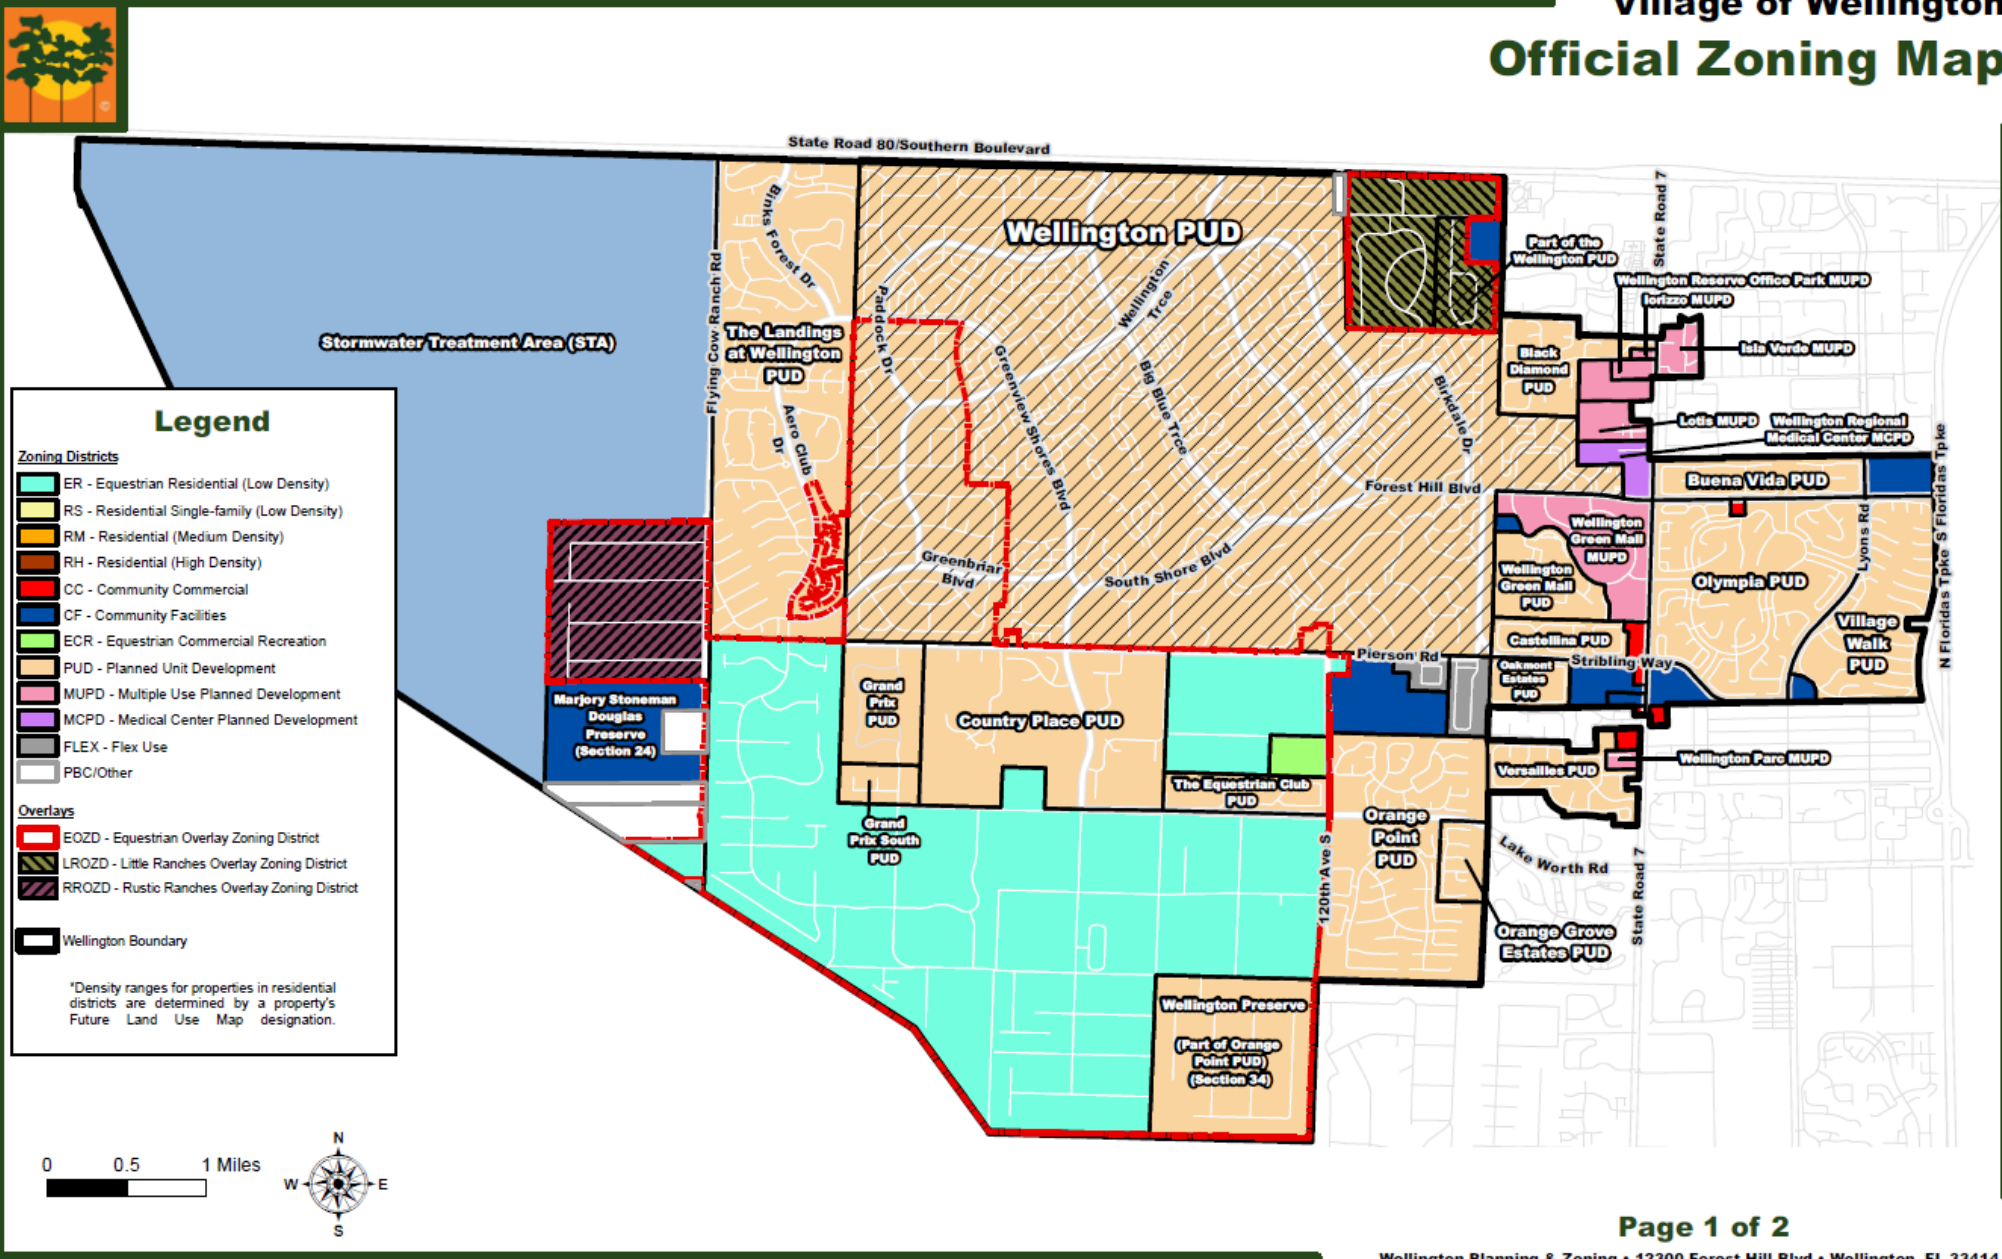 Village of Wellington
Official Zoning Map
©
State Road 80/Southern Boulevard
State Road 7
Binks Forest Dr
Wellington PUD
Part of the
Wellington PUD
Wellington Reserve Office Park MUPD
Iorizzo MUPD
Flying Cow Ranch Rd
Paddock Dr
Wellington
Trce
Stormwater Treatment Area (STA)
The Landings
at Wellington
PUD
Greenview Shores Blvd
Big Blue Trce
Birkdale Dr
Black
Diamond
PUD
Isla Verde MUPD
Aero Club
Dr
Lotis MUPD
Wellington Regional
Medical Center MCPD
N Floridas Tpke S Floridas Tpke
Forest Hill Blvd
Buena Vida PUD
Lyons Rd
Wellington
Green Mall
MUPD
Greenbriar
Blvd
South Shore Blvd
Wellington
Green Mall
PUD
Olympia PUD
Village
Walk
PUD
Castellina PUD
Pierson Rd
Stribling Way
Oakmont
Estates
PUD
Marjory Stoneman
Douglas
Preserve
(Section 24)
Grand
Prix
PUD
Country Place PUD
Wellington Parc MUPD
Versailles PUD
The Equestrian Club
PUD
Grand
Prix South
PUD
Orange
Point
PUD
120th Ave S
Lake Worth Rd
State Road 7
Orange Grove
Estates PUD
Wellington Preserve
(Part of Orange
Point PUD)
(Section 34)
Legend
Zoning Districts
ER - Equestrian Residential (Low Density)
RS - Residential Single-family (Low Density)
RM - Residential (Medium Density)
RH - Residential (High Density)
CC - Community Commercial
CF - Community Facilities
ECR - Equestrian Commercial Recreation
PUD - Planned Unit Development
MUPD - Multiple Use Planned Development
MCPD - Medical Center Planned Development
FLEX - Flex Use
PBC/Other
Overlays
EOZD - Equestrian Overlay Zoning District
LROZD - Little Ranches Overlay Zoning District
RROZD - Rustic Ranches Overlay Zoning District
Wellington Boundary
*Density ranges for properties in residential
districts are determined by a property's
Future Land Use Map designation.
0 0.5 1 Miles
N
W E
S
Page 1 of 2
Wellington Planning & Zoning • 12300 Forest Hill Blvd • Wellington, FL 33414